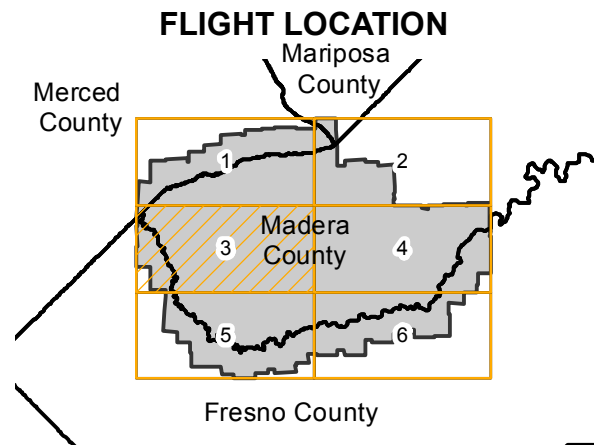 FLIGHT LOCATION
Mariposa
County
Merced
County
1
2
Madera
County
3
4
5
6
Fresno County